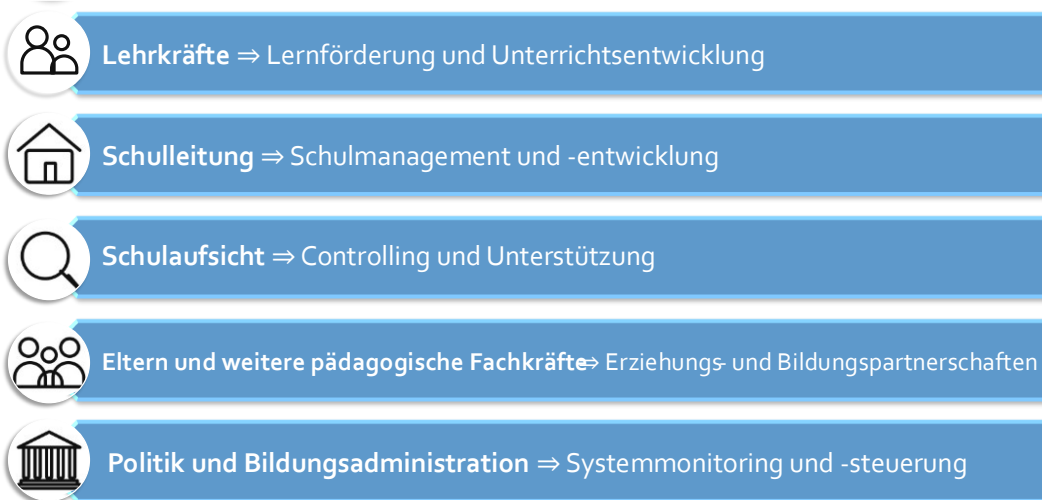 Lehrkräfte ⇒ Lernförderung und Unterrichtsentwicklung
Schulleitung ⇒ Schulmanagement und -entwicklung
Schulaufsicht ⇒ Controlling und Unterstützung
Eltern und weitere pädagogische Fachkräfte⇒ Erziehungs- und Bildungspartnerschaften
Politik und Bildungsadministration ⇒ Systemmonitoring und -steuerung